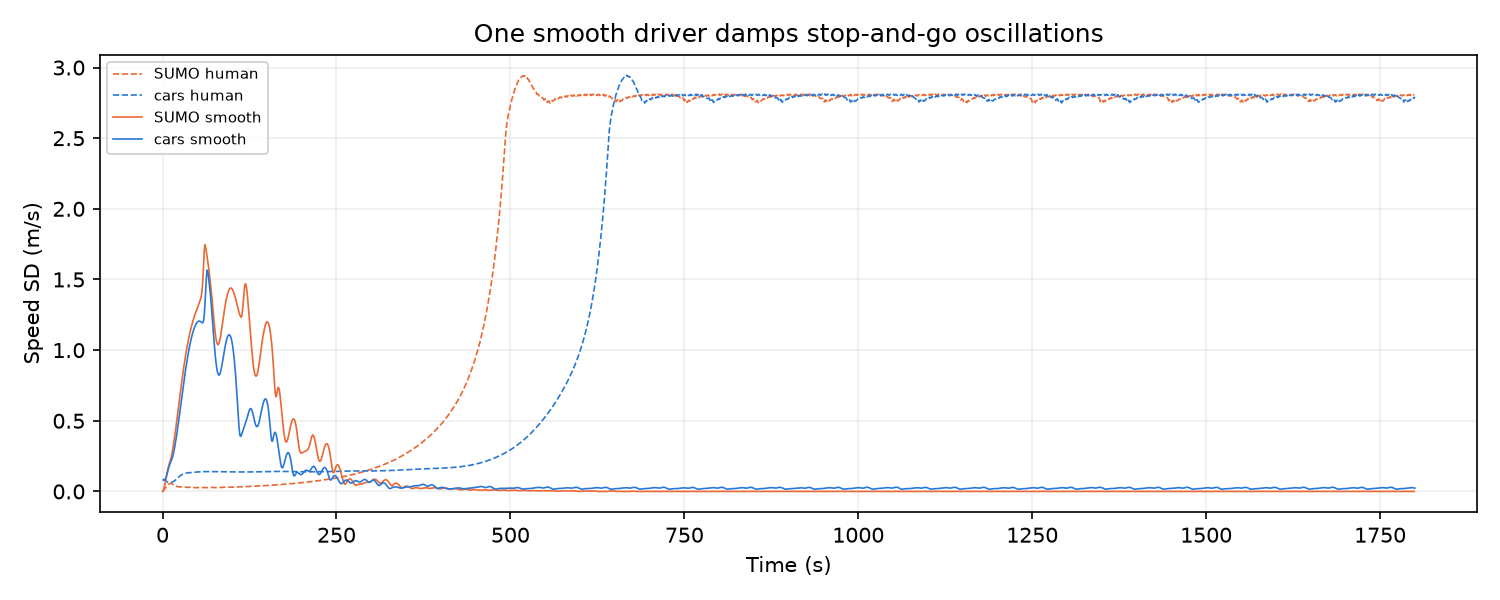 One smooth driver damps stop-and-go oscillations
SUMO human
cars human
SUMO smooth
cars smooth
3.0
2.5
2.0
1.5
1.0
0.5
0.0
Speed SD (m/s)
0 250 500 750 1000 1250 1500 1750
Time (s)